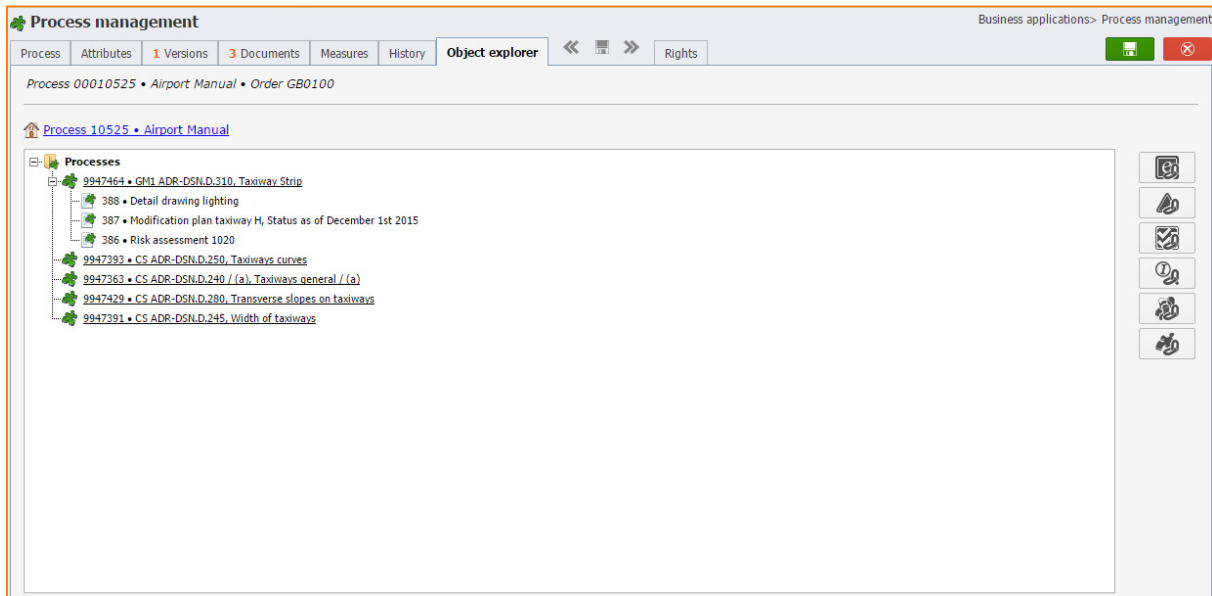 Process management
Business applications> Process management
Process Attributes 1 Versions 3 Documents Measures History Object explorer Rights
Process 00010525 • Airport Manual • Order GB0100
Process 10525 • Airport Manual
Processes
9947464 • GM1 ADR-DSN.D.310, Taxiway Strip
388 • Detail drawing lighting
387 • Modification plan taxiway H, Status as of December 1st 2015
386 • Risk assessment 1020
9947393 • CS ADR-DSN.D.250, Taxiways curves
9947363 • CS ADR-DSN.D.240 / (a), Taxiways general / (a)
9947429 • CS ADR-DSN.D.280, Transverse slopes on taxiways
9947391 • CS ADR-DSN.D.245, Width of taxiways